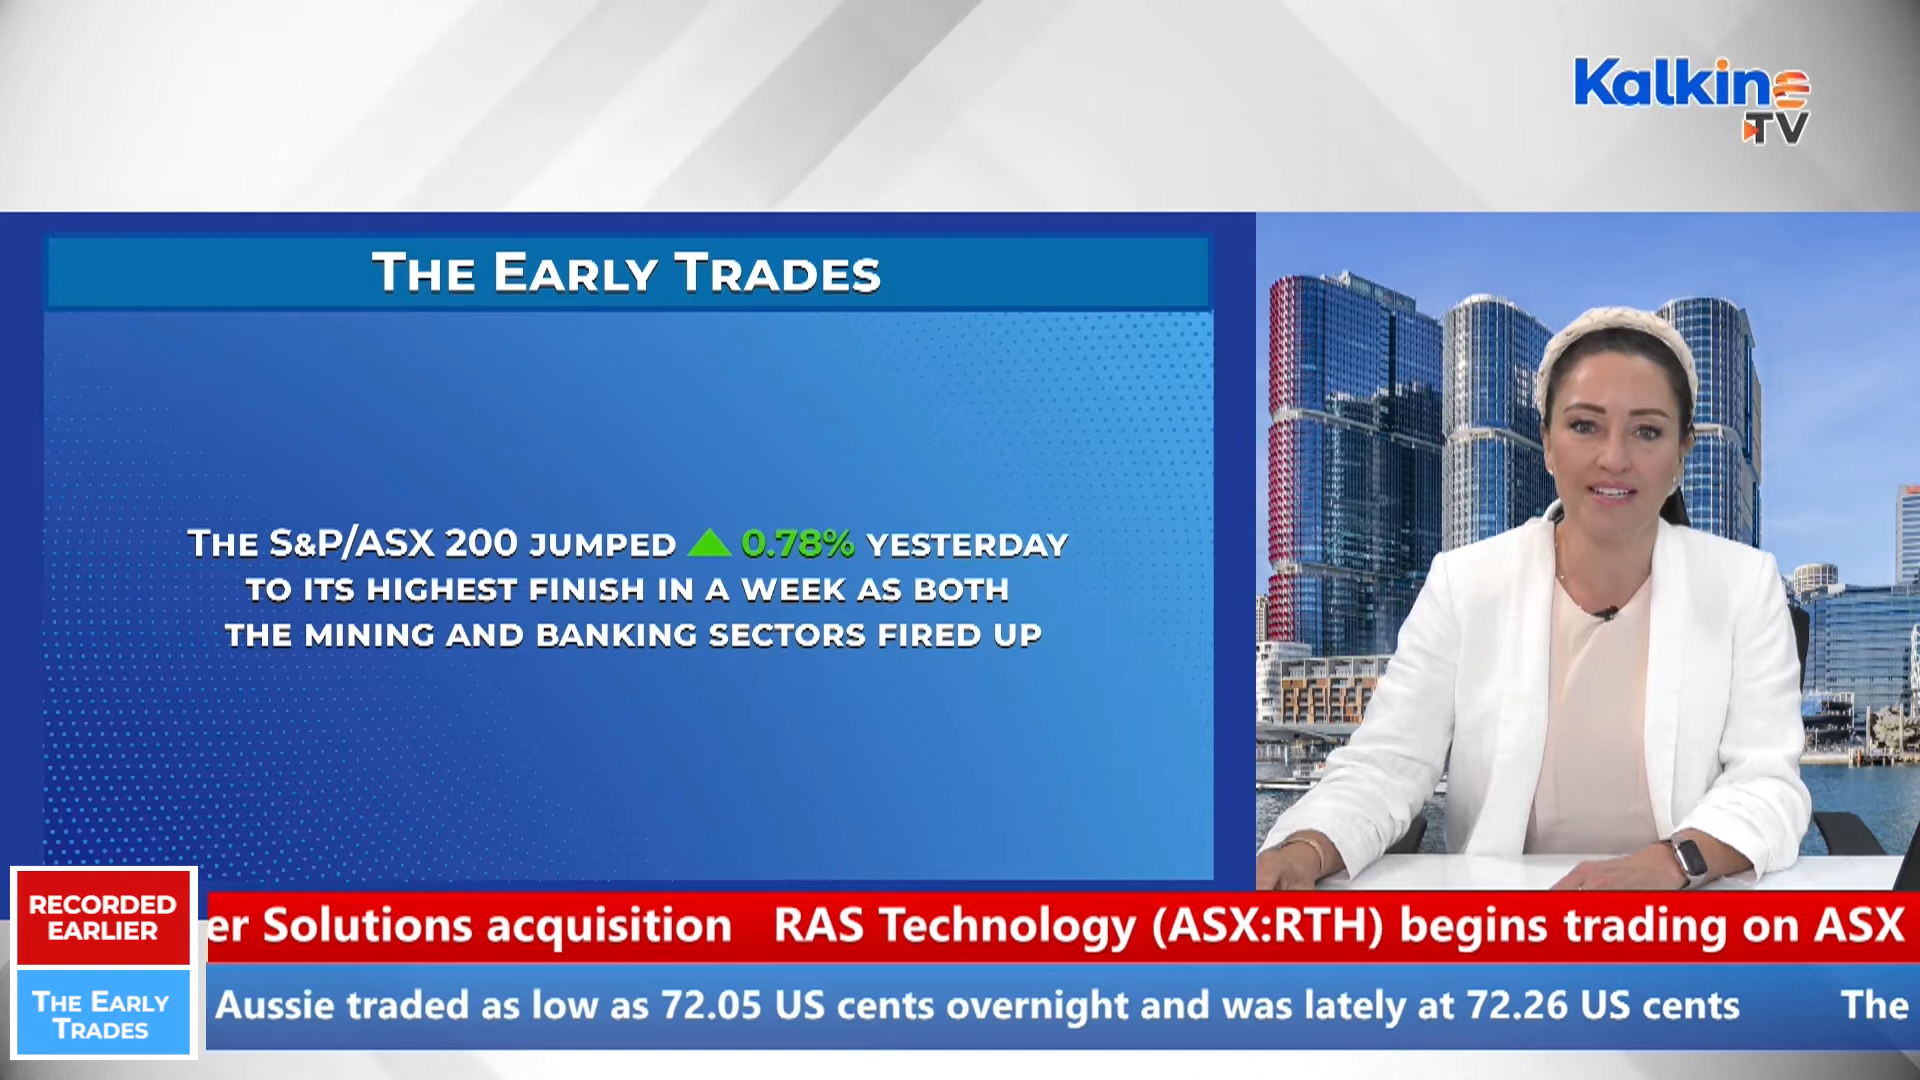 Kalkine
TV
THE EARLY TRADES
THE S&P/ASX 200 JUMPED ▲ 0.78% YESTERDAY
TO ITS HIGHEST FINISH IN A WEEK AS BOTH
THE MINING AND BANKING SECTORS FIRED UP
RECORDED
EARLIER
er Solutions acquisition RAS Technology (ASX:RTH) begins trading on ASX
THE EARLY
TRADES
Aussie traded as low as 72.05 US cents overnight and was lately at 72.26 US cents The